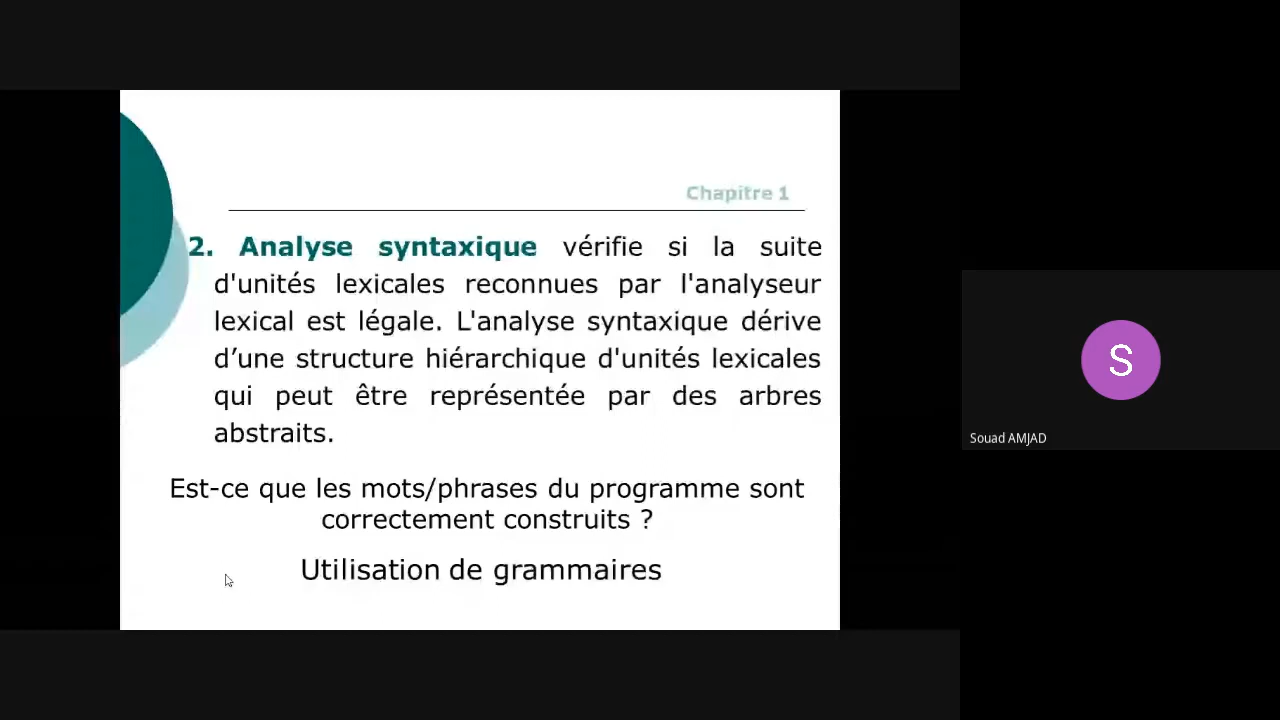 Chapitre 1
2. Analyse syntaxique vérifie si la suite
d'unités lexicales reconnues par l'analyseur
lexical est légale. L'analyse syntaxique dérive
d’une structure hiérarchique d'unités lexicales
qui peut être représentée par des arbres
abstraits.
Est-ce que les mots/phrases du programme sont
correctement construits ?
Utilisation de grammaires
S
Souad AMJAD